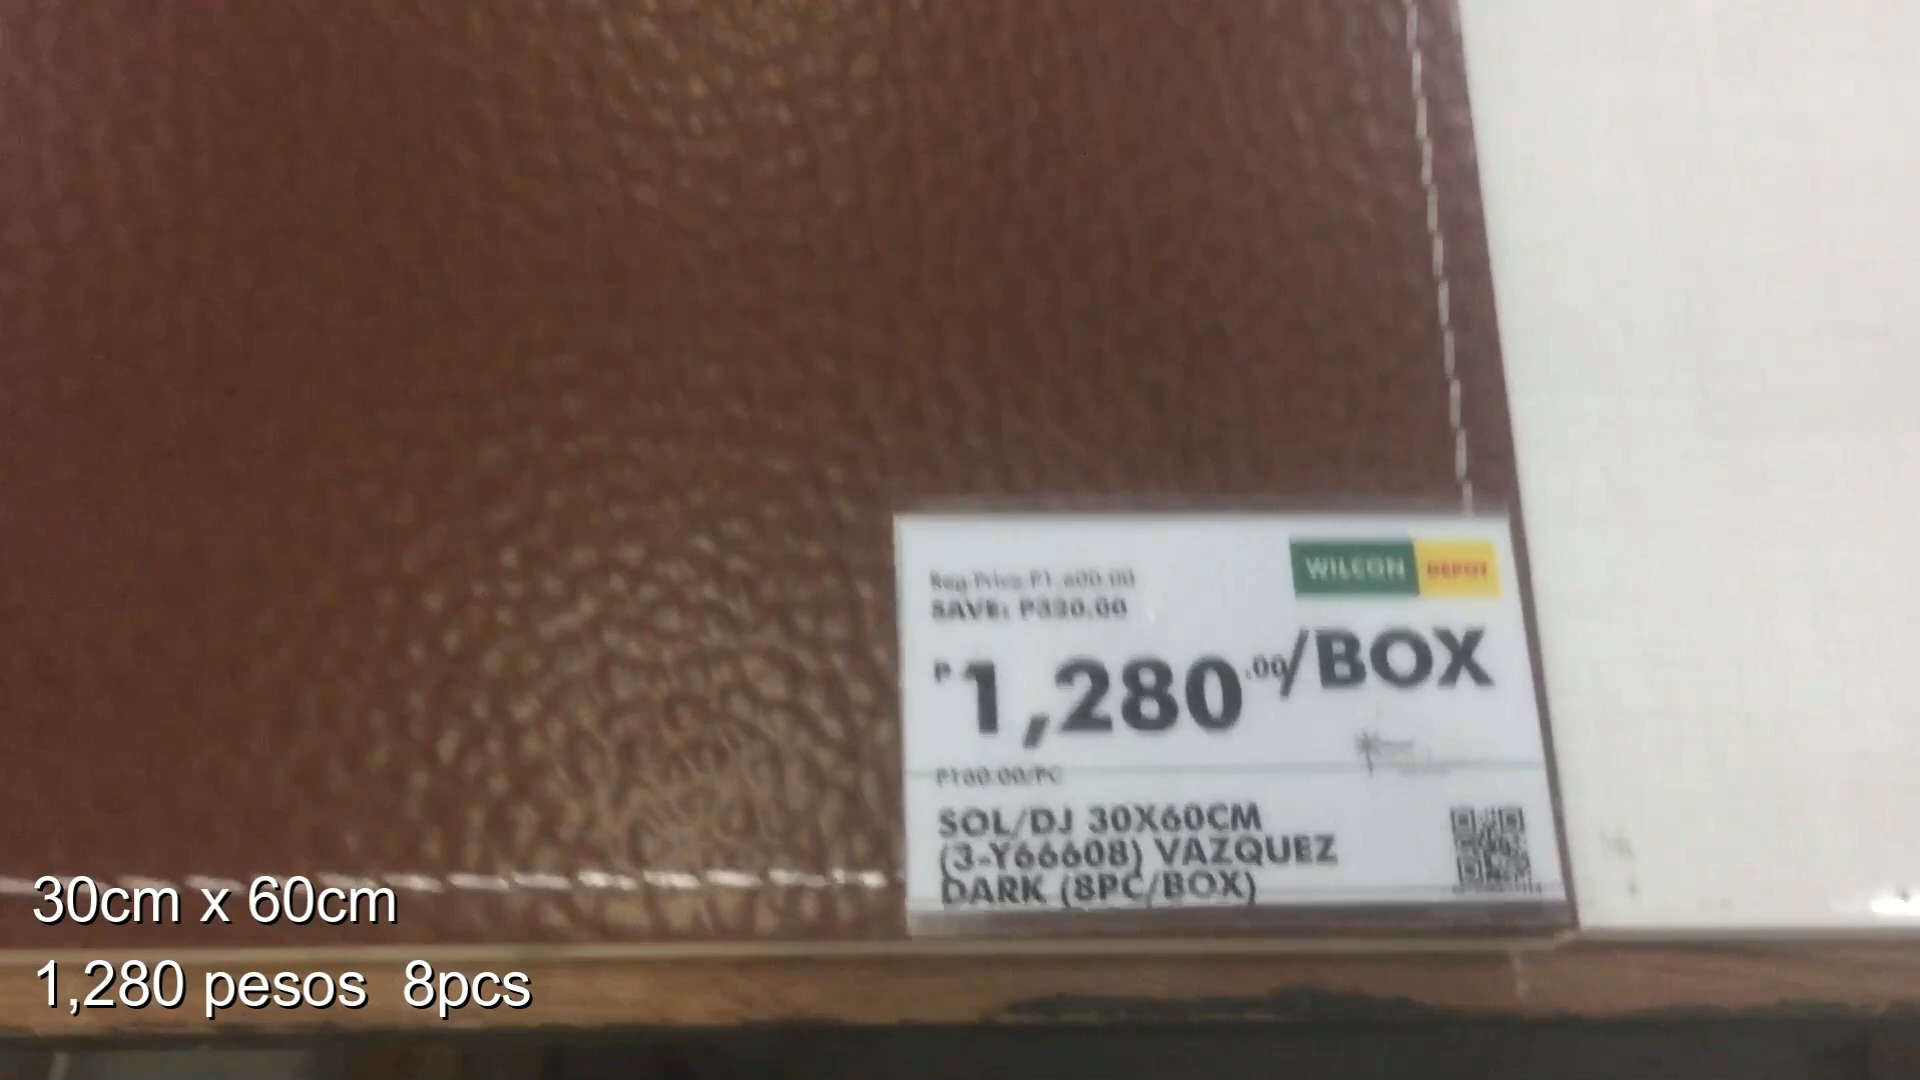 WILCON DEPOT
Reg Price P1,600.00
SAVE: P320.00
P1,280.00/BOX
P160.00/PC
SOL/DJ 30X60CM
(3-Y66608) VAZQUEZ
DARK (8PC/BOX)
30cm x 60cm
1,280 pesos 8pcs